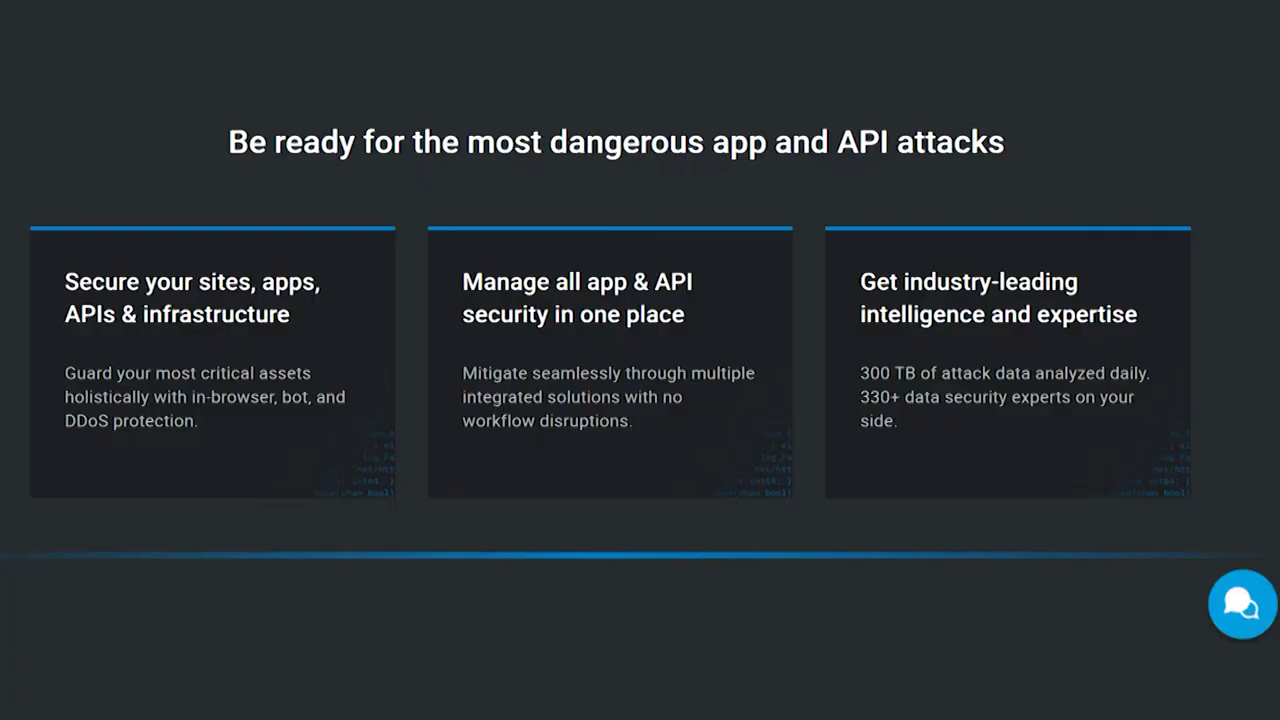 Be ready for the most dangerous app and API attacks
Secure your sites, apps,
APIs & infrastructure
Guard your most critical assets
holistically with in-browser, bot, and
DDoS protection.
Manage all app & API
security in one place
Mitigate seamlessly through multiple
integrated solutions with no
workflow disruptions.
Get industry-leading
intelligence and expertise
300 TB of attack data analyzed daily.
330+ data security experts on your
side.